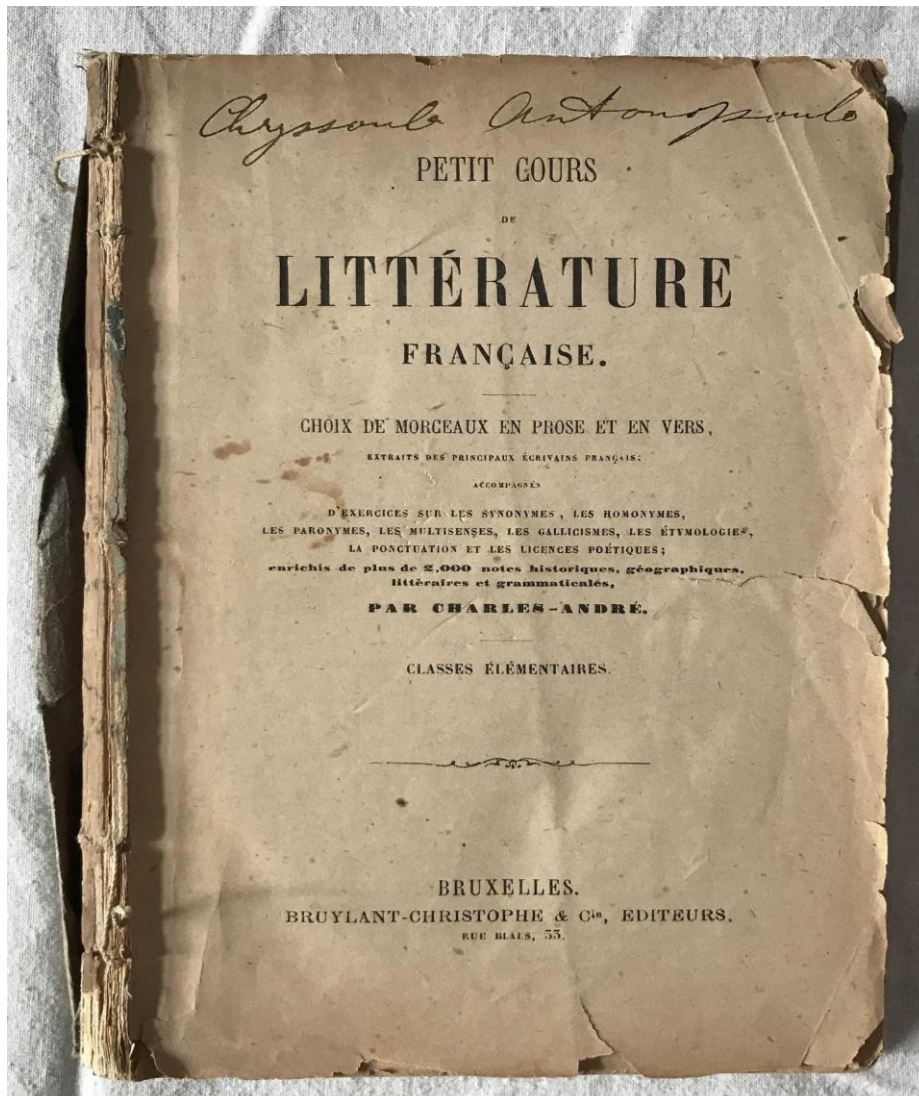 Chryssoula Antonopoulo
PETIT COURS
DE
LITTÉRATURE
FRANÇAISE.
CHOIX DE MORCEAUX EN PROSE ET EN VERS,
EXTRAITS DES PRINCIPAUX ÉCRIVAINS FRANÇAIS;
ACCOMPAGNÉS
D'EXERCICES SUR LES SYNONYMES, LES HOMONYMES,
LES PARONYMES, LES MULTISENSES, LES GALLICISMES, LES ÉTYMOLOGIES,
LA PONCTUATION ET LES LICENCES POÉTIQUES;
enrichis de plus de 2,000 notes historiques, géographiques,
littéraires et grammaticales,
PAR CHARLES-ANDRÉ.
CLASSES ÉLÉMENTAIRES.
BRUXELLES.
BRUYLANT-CHRISTOPHE & Cie, EDITEURS.
RUE BLAES, 33.